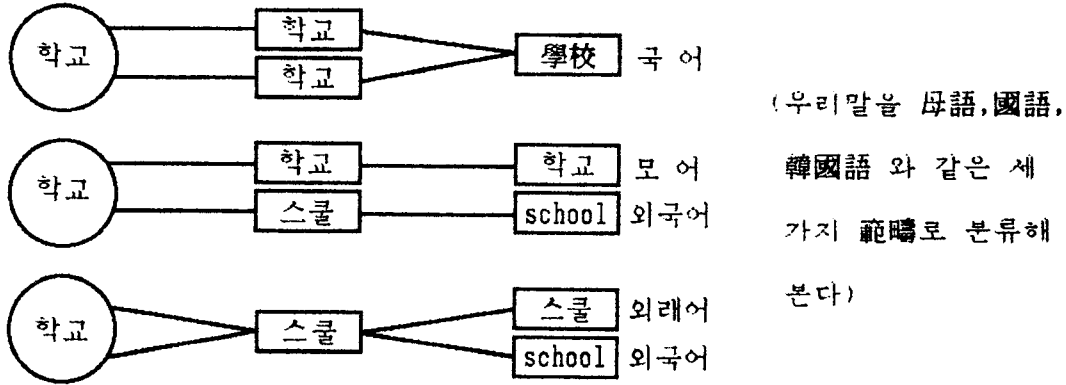 학교
학교
학교
學校 국어
학교
학교
학교 모어
스쿨
school 외국어
학교
스쿨
스쿨 외래어
school 외국어
(우리말을 母語,國語,
韓國語 와 같은 세
가지 範疇로 분류해
본다)